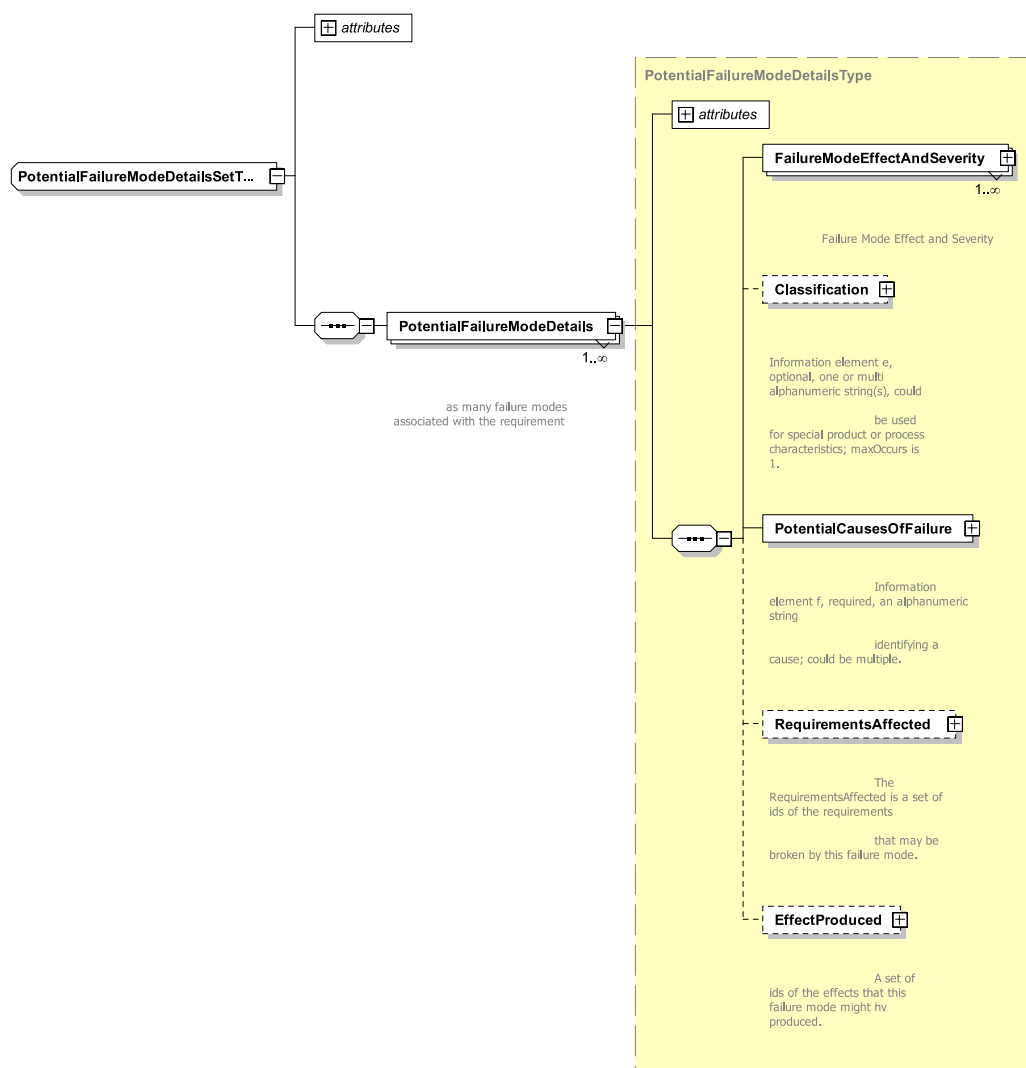 attributes
PotentialFailureModeDetailsType
attributes
FailureModeEffectAndSeverity
1..∞
PotentialFailureModeDetailsSetT...
Failure Mode Effect and Severity
Classification
PotentialFailureModeDetails
1..∞
Information element e,
optional, one or multi
alphanumeric string(s), could
be used
for special product or process
characteristics; maxOccurs is
1.
as many failure modes
associated with the requirement
PotentialCausesOfFailure
Information
element f, required, an alphanumeric
string
identifying a
cause; could be multiple.
RequirementsAffected
The
RequirementsAffected is a set of
ids of the requirements
that may be
broken by this failure mode.
EffectProduced
A set of
ids of the effects that this
failure mode might hv
produced.